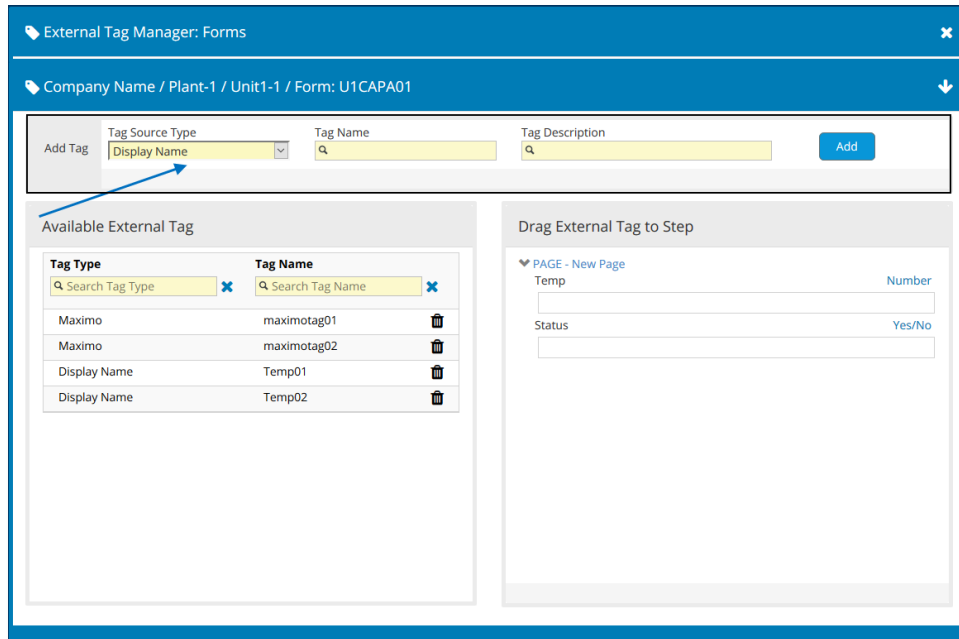 External Tag Manager: Forms
Company Name / Plant-1 / Unit1-1 / Form: U1CAPA01
Add Tag
Tag Source Type
Display Name
Tag Name
Tag Description
Add
Available External Tag
Tag Type
Tag Name
Search Tag Type
Search Tag Name
Maximo
maximotag01
Maximo
maximotag02
Display Name
Temp01
Display Name
Temp02
Drag External Tag to Step
PAGE - New Page
Temp
Number
Status
Yes/No